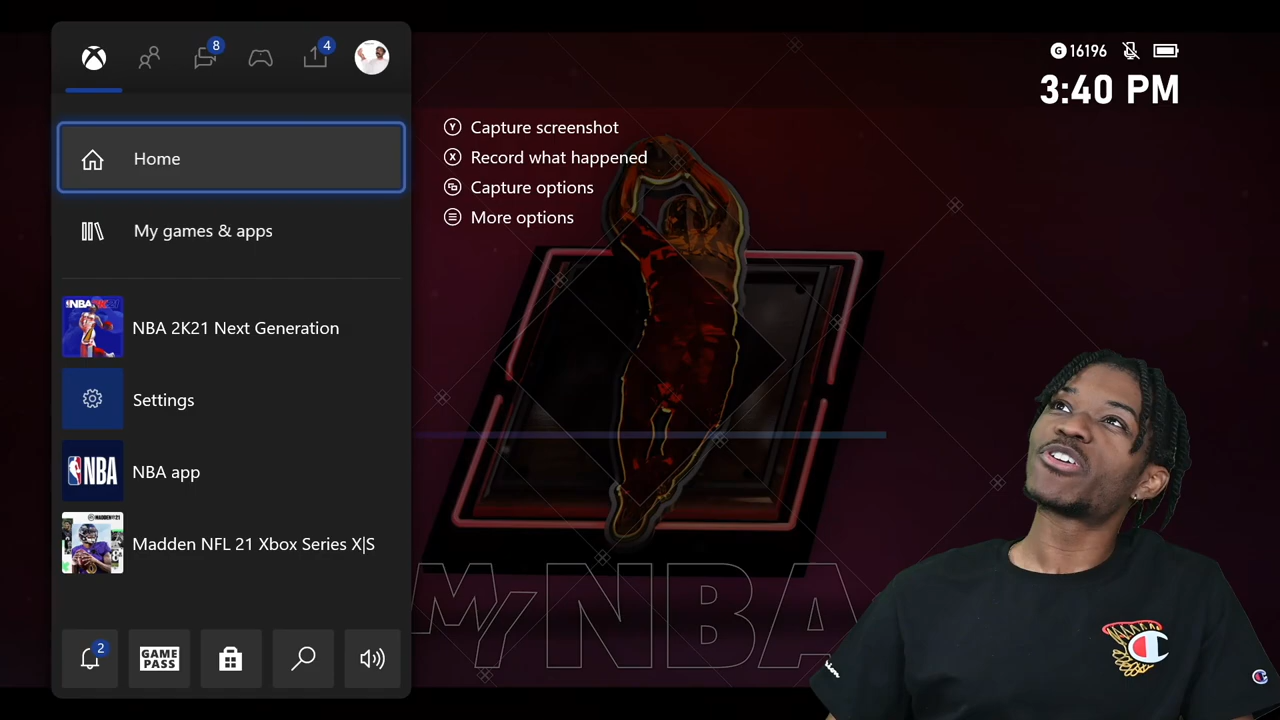 8
4
G 16196
3:40 PM
Home
My games & apps
Y Capture screenshot
X Record what happened
Capture options
More options
NBA 2K21 Next Generation
Settings
NBA
NBA app
Madden NFL 21 Xbox Series X|S
2
GAME
PASS
MYNBA